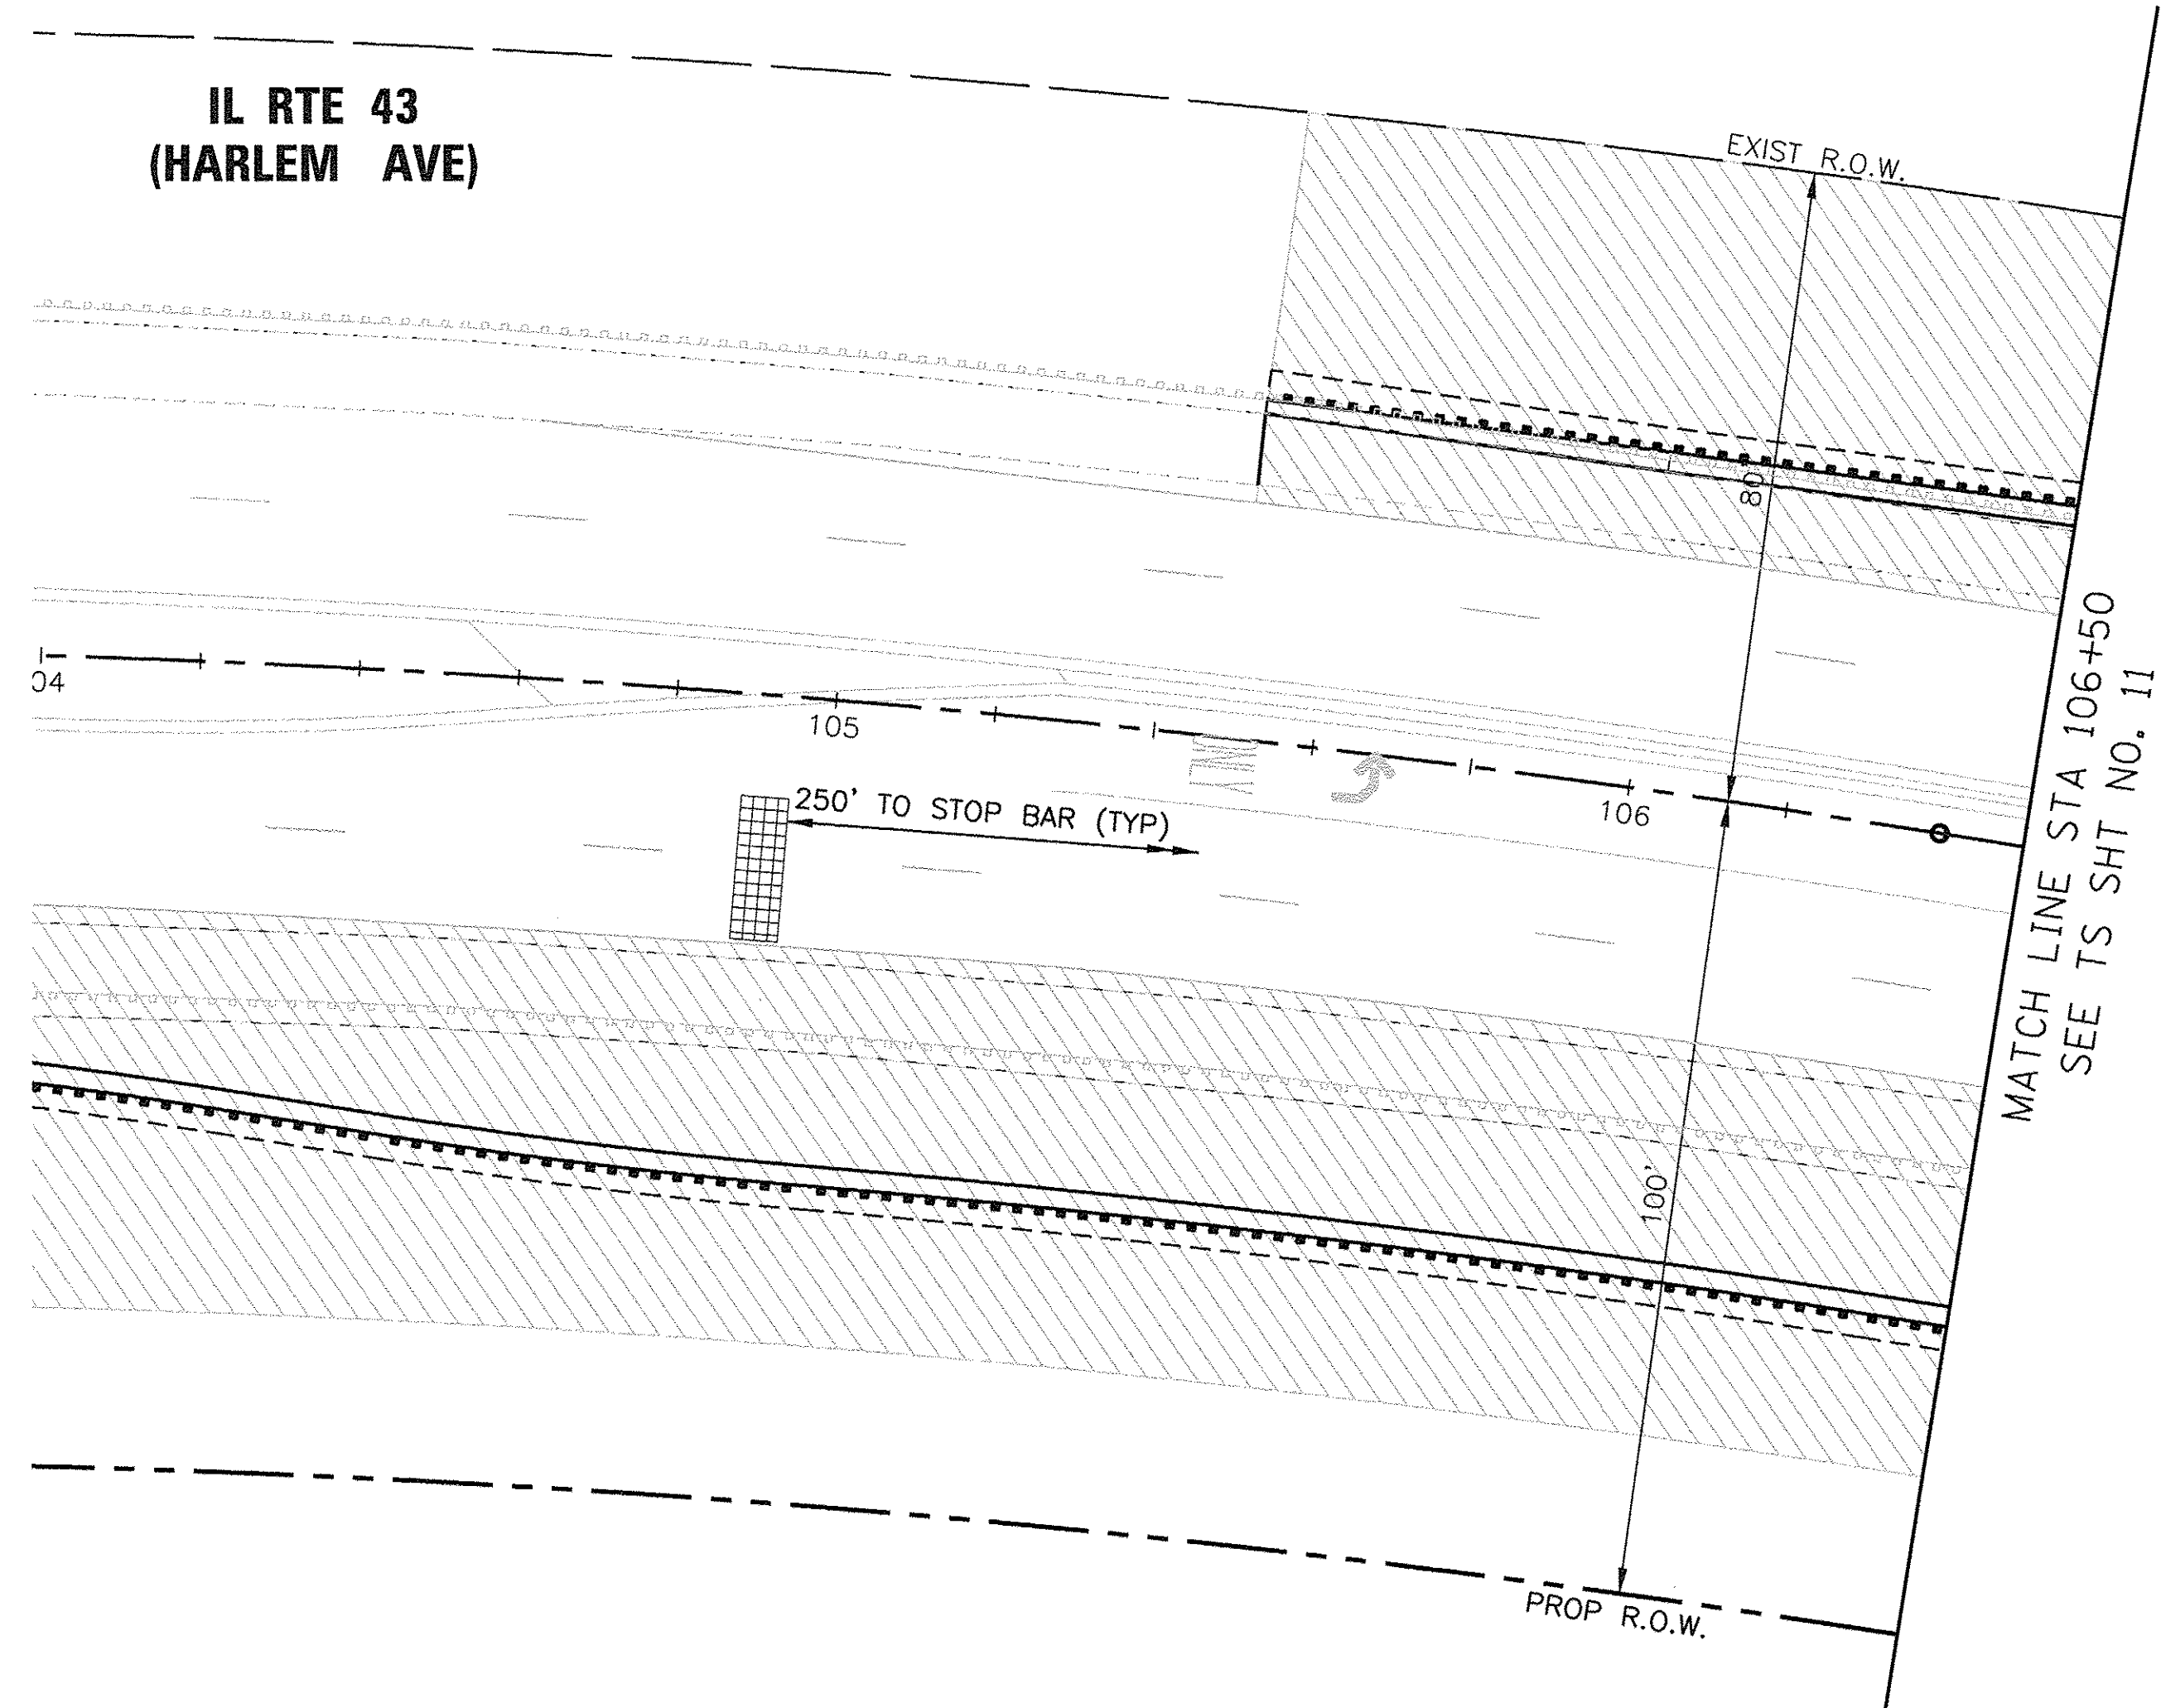 IL RTE 43
(HARLEM AVE)
EXIST R.O.W.
80'
04
105
250' TO STOP BAR (TYP)
106
MATCH LINE STA 106+50
SEE TS SHT NO. 11
100'
PROP R.O.W.